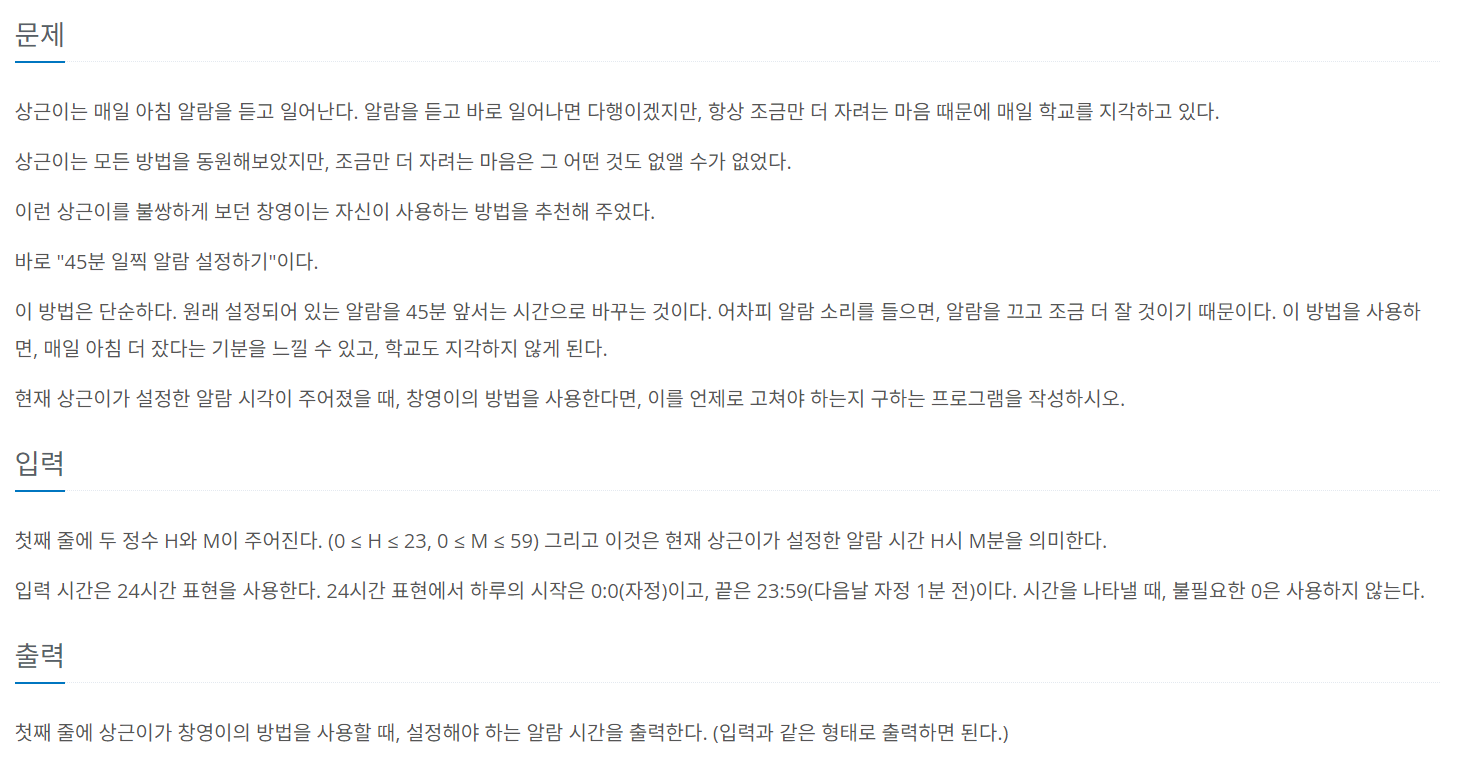 문제
상근이는 매일 아침 알람을 듣고 일어난다. 알람을 듣고 바로 일어나면 다행이겠지만, 항상 조금만 더 자려는 마음 때문에 매일 학교를 지각하고 있다.
상근이는 모든 방법을 동원해보았지만, 조금만 더 자려는 마음은 그 어떤 것도 없앨 수가 없었다.
이런 상근이를 불쌍하게 보던 창영이는 자신이 사용하는 방법을 추천해 주었다.
바로 "45분 일찍 알람 설정하기"이다.
이 방법은 단순하다. 원래 설정되어 있는 알람을 45분 앞서는 시간으로 바꾸는 것이다. 어차피 알람 소리를 들으면, 알람을 끄고 조금 더 잘 것이기 때문이다. 이 방법을 사용하
면, 매일 아침 더 잤다는 기분을 느낄 수 있고, 학교도 지각하지 않게 된다.
현재 상근이가 설정한 알람 시각이 주어졌을 때, 창영이의 방법을 사용한다면, 이를 언제로 고쳐야 하는지 구하는 프로그램을 작성하시오.
입력
첫째 줄에 두 정수 H와 M이 주어진다. (0 ≤ H ≤ 23, 0 ≤ M ≤ 59) 그리고 이것은 현재 상근이가 설정한 알람 시간 H시 M분을 의미한다.
입력 시간은 24시간 표현을 사용한다. 24시간 표현에서 하루의 시작은 0:0(자정)이고, 끝은 23:59(다음날 자정 1분 전)이다. 시간을 나타낼 때, 불필요한 0은 사용하지 않는다.
출력
첫째 줄에 상근이가 창영이의 방법을 사용할 때, 설정해야 하는 알람 시간을 출력한다. (입력과 같은 형태로 출력하면 된다.)